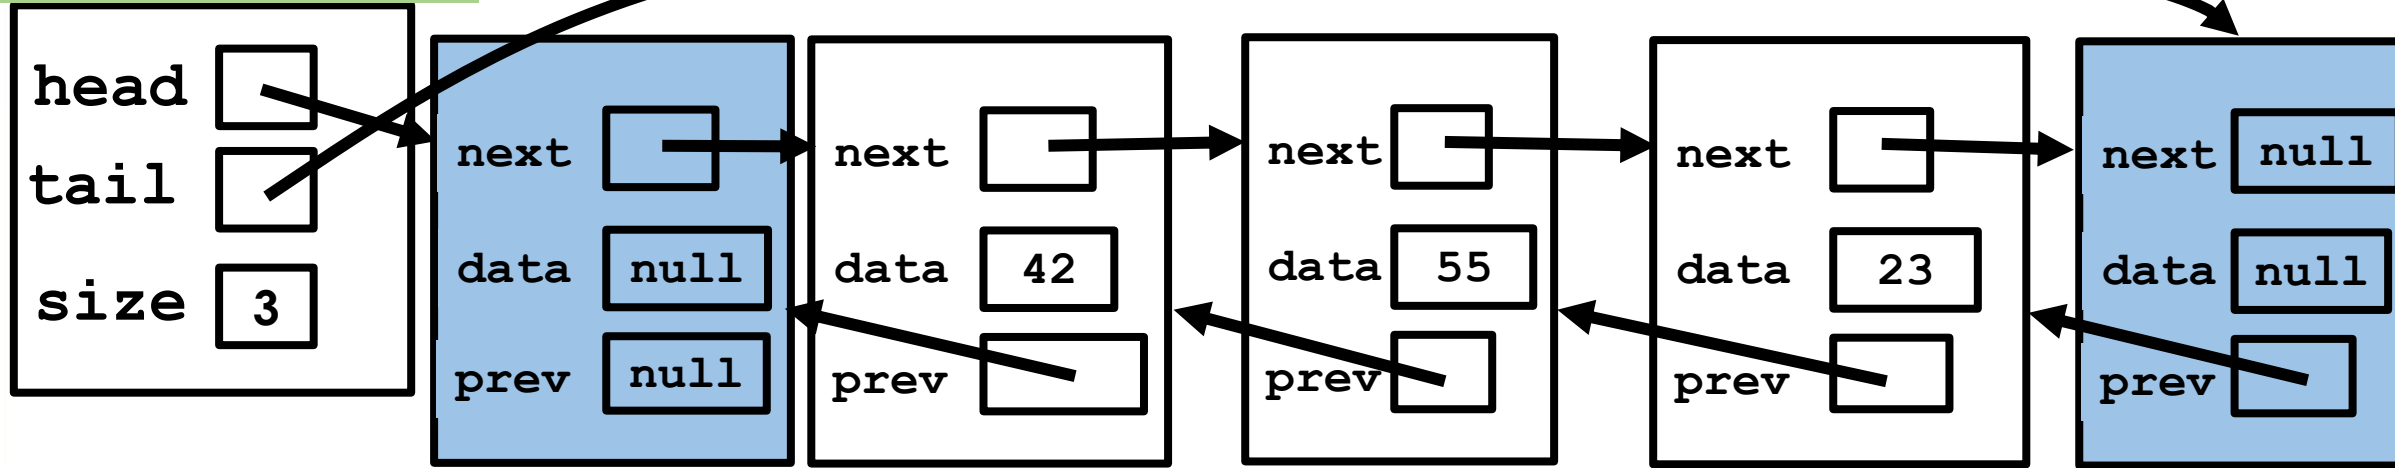 head
tail
size 3
next
data null
prev null
next
data 42
prev
next
data 55
prev
next
data 23
prev
next null
data null
prev